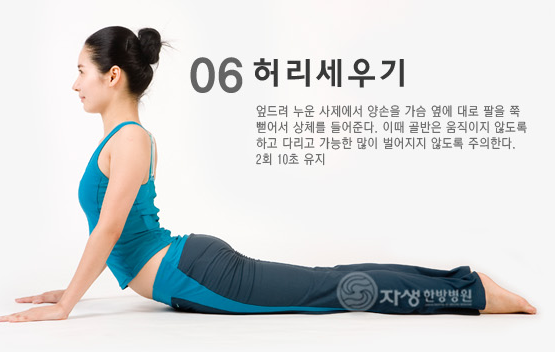 06 허리세우기
엎드려 누운 사제에서 양손을 가슴 옆에 대로 팔을 쭉
뻗어서 상체를 들어준다. 이때 골반은 움직이지 않도록
하고 다리고 가능한 많이 벌어지지 않도록 주의한다.
2회 10초 유지
자생한방병원